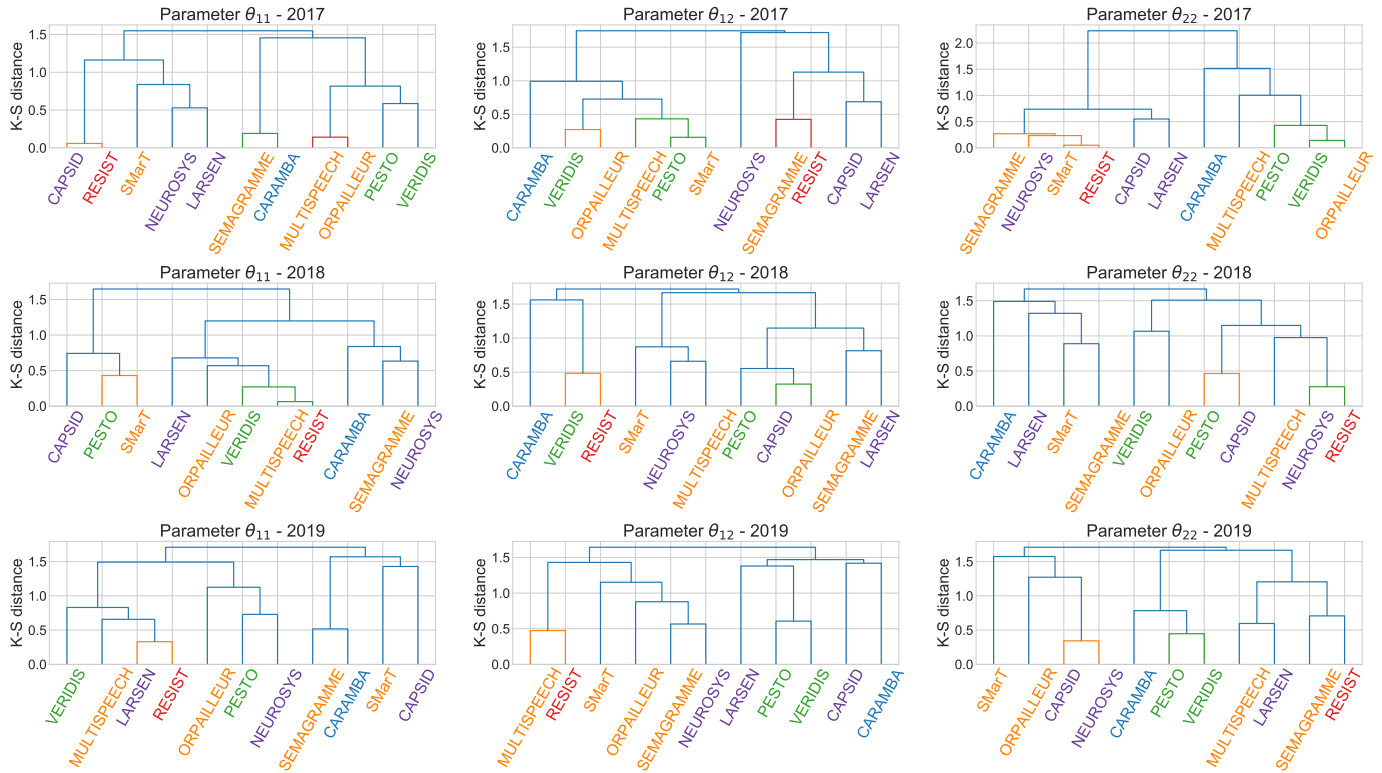 Parameter θ11 - 2017
K-S distance
1.5
1.0
0.5
0.0
CAPSID
RESIST
SMarT
NEUROSYS
LARSEN
SEMAGRAMME
CARAMBA
MULTISPEECH
ORPAILLEUR
PESTO
VERIDIS
Parameter θ12 - 2017
K-S distance
1.5
1.0
0.5
0.0
CARAMBA
VERIDIS
ORPAILLEUR
MULTISPEECH
PESTO
SMarT
NEUROSYS
SEMAGRAMME
RESIST
CAPSID
LARSEN
Parameter θ22 - 2017
K-S distance
2.0
1.5
1.0
0.5
0.0
SEMAGRAMME
NEUROSYS
SMarT
RESIST
CAPSID
LARSEN
CARAMBA
MULTISPEECH
PESTO
VERIDIS
ORPAILLEUR
Parameter θ11 - 2018
K-S distance
1.5
1.0
0.5
0.0
CAPSID
PESTO
SMarT
LARSEN
ORPAILLEUR
VERIDIS
MULTISPEECH
RESIST
CARAMBA
SEMAGRAMME
NEUROSYS
Parameter θ12 - 2018
K-S distance
1.5
1.0
0.5
0.0
CARAMBA
VERIDIS
RESIST
SMarT
NEUROSYS
MULTISPEECH
PESTO
CAPSID
ORPAILLEUR
SEMAGRAMME
LARSEN
Parameter θ22 - 2018
K-S distance
1.5
1.0
0.5
0.0
CARAMBA
LARSEN
SMarT
SEMAGRAMME
VERIDIS
ORPAILLEUR
PESTO
CAPSID
MULTISPEECH
NEUROSYS
RESIST
Parameter θ11 - 2019
K-S distance
1.5
1.0
0.5
0.0
VERIDIS
MULTISPEECH
LARSEN
RESIST
ORPAILLEUR
PESTO
NEUROSYS
SEMAGRAMME
CARAMBA
SMarT
CAPSID
Parameter θ12 - 2019
K-S distance
1.5
1.0
0.5
0.0
MULTISPEECH
RESIST
SMarT
ORPAILLEUR
SEMAGRAMME
NEUROSYS
LARSEN
PESTO
VERIDIS
CAPSID
CARAMBA
Parameter θ22 - 2019
K-S distance
1.5
1.0
0.5
0.0
SMarT
ORPAILLEUR
CAPSID
NEUROSYS
CARAMBA
PESTO
VERIDIS
MULTISPEECH
LARSEN
SEMAGRAMME
RESIST